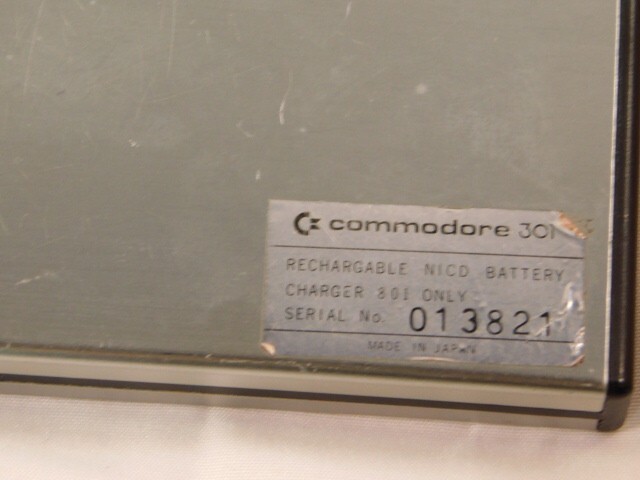 commodore 301
RECHARGABLE NICD BATTERY
CHARGER 801 ONLY
SERIAL No. 013821
MADE IN JAPAN